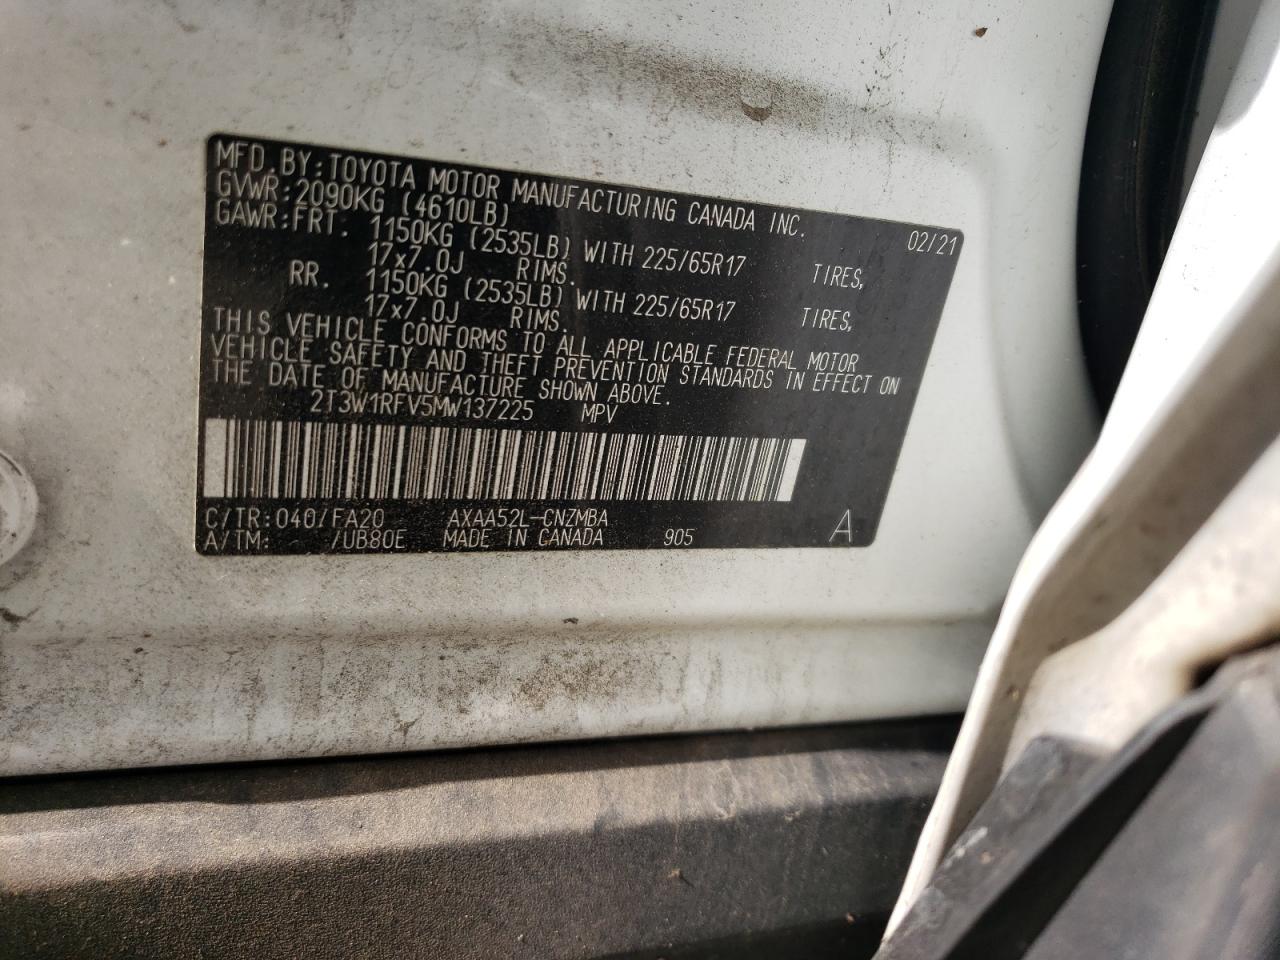 MFD. BY: TOYOTA MOTOR MANUFACTURING CANADA INC. 02/21
GVWR: 2090KG (4610LB)
GAWR: FRT. 1150KG (2535LB) WITH 225/65R17 TIRES,
17x7.0J RIMS.
RR. 1150KG (2535LB) WITH 225/65R17 TIRES,
17x7.0J RIMS.
THIS VEHICLE CONFORMS TO ALL APPLICABLE FEDERAL MOTOR
VEHICLE SAFETY AND THEFT PREVENTION STANDARDS IN EFFECT ON
THE DATE OF MANUFACTURE SHOWN ABOVE.
2T3W1RFV5MW137225 MPV
C/TR: 040/FA20 AXAA52L-CNZMBA
A/TM: /UB80E MADE IN CANADA 905 A